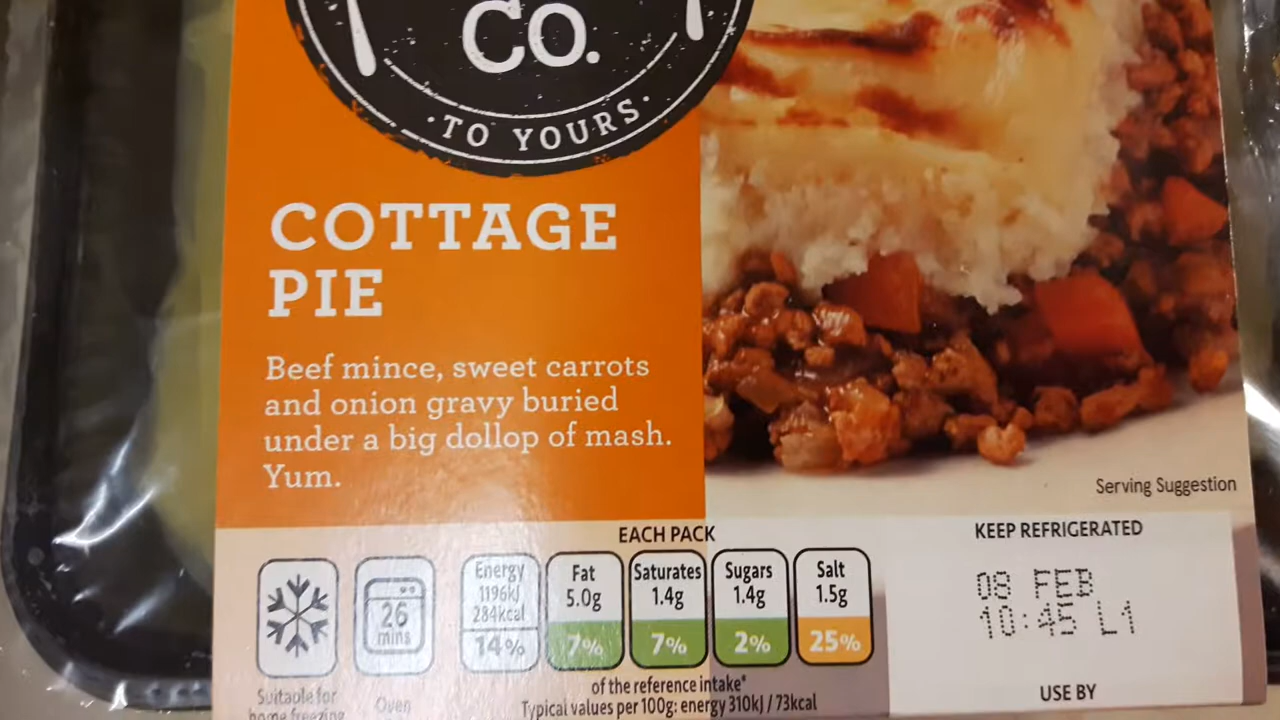 CO.
· TO YOURS ·
COTTAGE
PIE
Beef mince, sweet carrots
and onion gravy buried
under a big dollop of mash.
Yum.
Serving Suggestion
EACH PACK
KEEP REFRIGERATED
26
mins
Energy
1196kJ
284kcal
14%
Fat
5.0g
7%
Saturates
1.4g
7%
Sugars
1.4g
2%
Salt
1.5g
25%
08 FEB
10:45 L1
Suitable for
home freezing
Oven
of the reference intake*
Typical values per 100g: energy 310kJ / 73kcal
USE BY